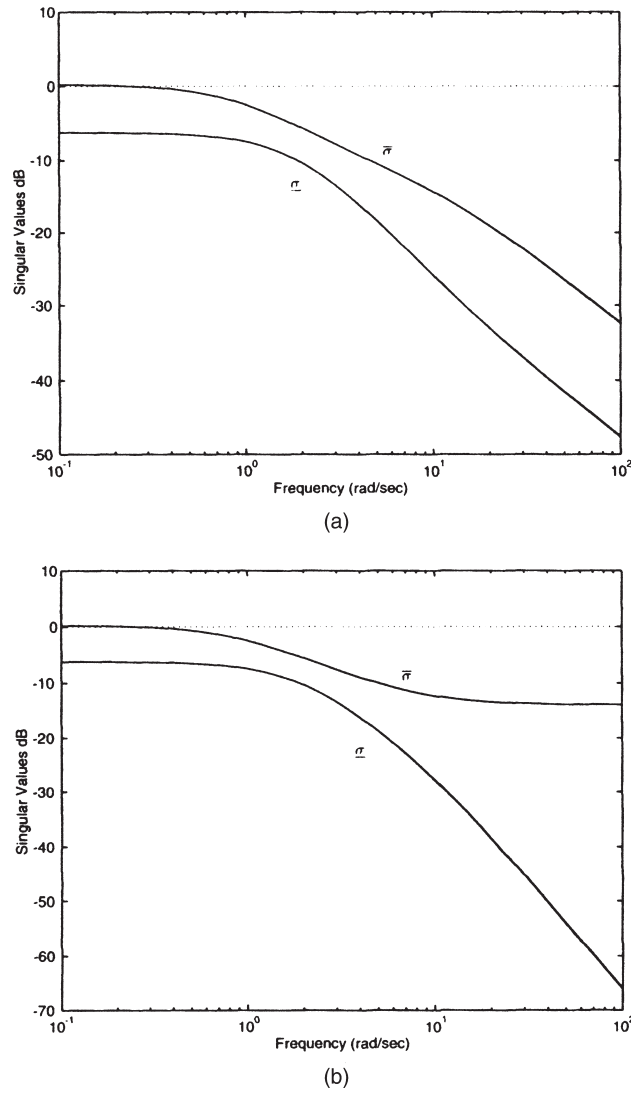 10
0
-10
-20
-30
-40
-50
Singular Values dB
σ̅
σ̲
10⁻¹
10⁰
10¹
10²
Frequency (rad/sec)
(a)
10
0
-10
-20
-30
-40
-50
-60
-70
Singular Values dB
σ̅
σ̲
10⁻¹
10⁰
10¹
10²
Frequency (rad/sec)
(b)